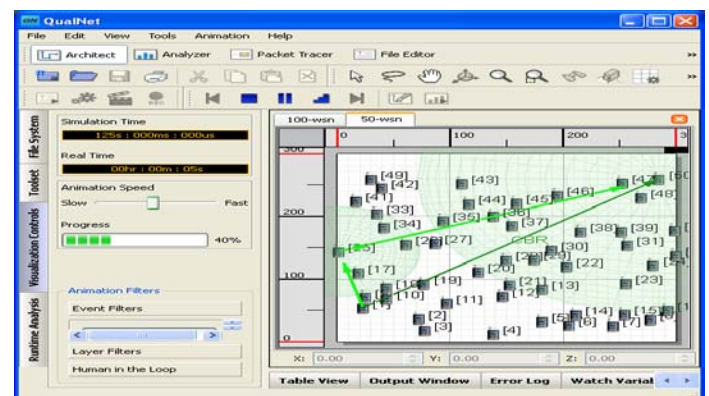 QualNet
File Edit View Tools Animation Help
Architect Analyzer Packet Tracer File Editor
File System
Toolset
Visualization Controls
Runtime Analysis
Simulation Time
125s : 000ms : 000us
Real Time
00hr : 00m : 05s
Animation Speed
Slow Fast
Progress
40%
Animation Filters
Event Filters
Layer Filters
Human in the Loop
100-wsn 50-wsn
0 100 200 3
300
[49]
[42] [43] [47]
[41] [44] [45] [46] [48]
200
[33] [35] [36]
[34] [37] [38] [39]
[27] CBR [30] [31]
[17] [20] [22]
100
[19] [21] [23]
[10] [11] [12] [13]
[2] [14]
[3] [4] [6] [7]
0
X: 0.00 Y: 0.00 Z: 0.00
Table View Output Window Error Log Watch Varial